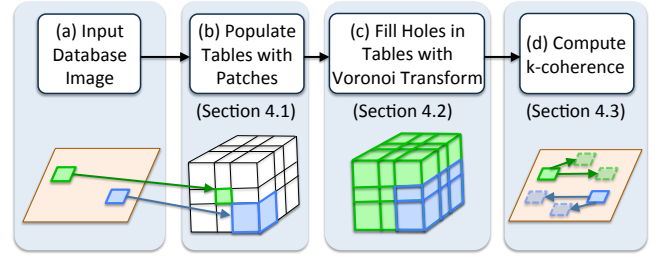 (a) Input
Database
Image
(b) Populate
Tables with
Patches
(c) Fill Holes in
Tables with
Voronoi Transform
(d) Compute
k-coherence
(Section 4.1)
(Section 4.2)
(Section 4.3)